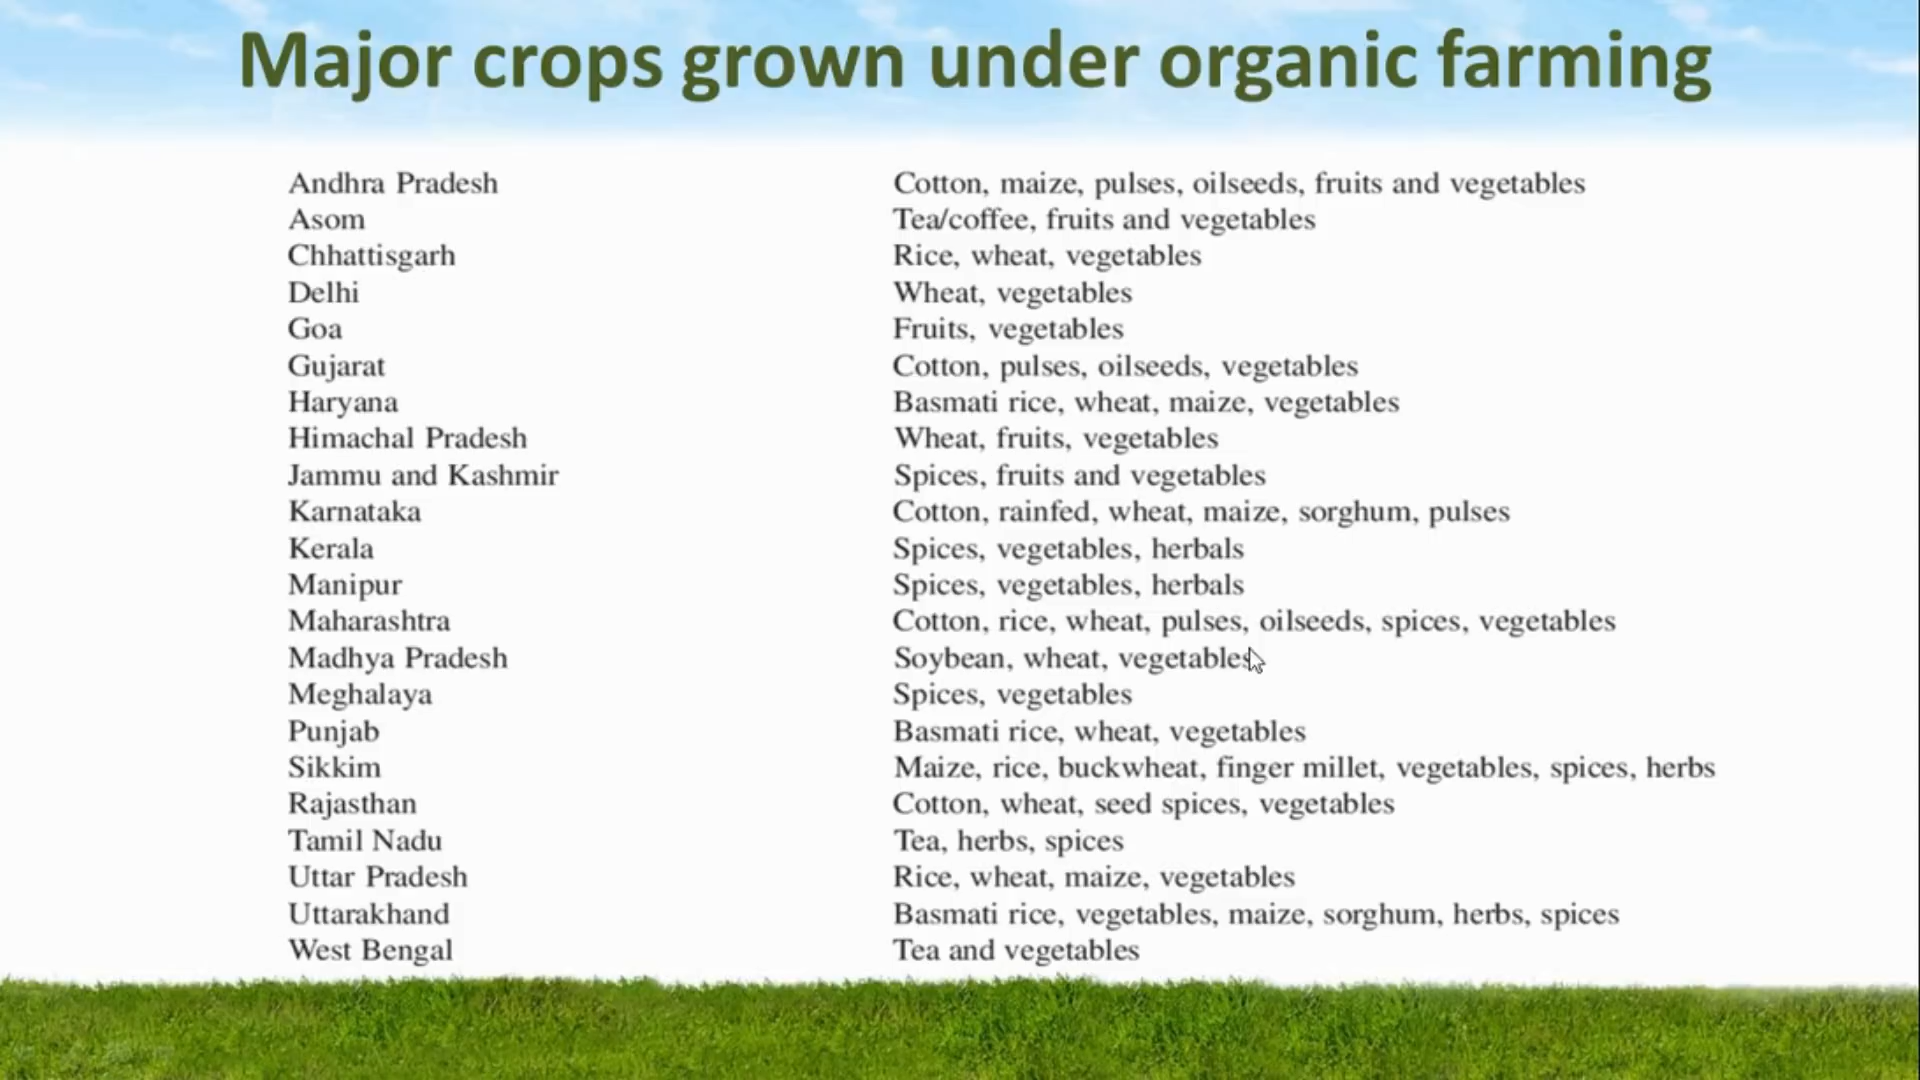 Major crops grown under organic farming
Andhra Pradesh Cotton, maize, pulses, oilseeds, fruits and vegetables
Asom Tea/coffee, fruits and vegetables
Chhattisgarh Rice, wheat, vegetables
Delhi Wheat, vegetables
Goa Fruits, vegetables
Gujarat Cotton, pulses, oilseeds, vegetables
Haryana Basmati rice, wheat, maize, vegetables
Himachal Pradesh Wheat, fruits, vegetables
Jammu and Kashmir Spices, fruits and vegetables
Karnataka Cotton, rainfed, wheat, maize, sorghum, pulses
Kerala Spices, vegetables, herbals
Manipur Spices, vegetables, herbals
Maharashtra Cotton, rice, wheat, pulses, oilseeds, spices, vegetables
Madhya Pradesh Soybean, wheat, vegetables
Meghalaya Spices, vegetables
Punjab Basmati rice, wheat, vegetables
Sikkim Maize, rice, buckwheat, finger millet, vegetables, spices, herbs
Rajasthan Cotton, wheat, seed spices, vegetables
Tamil Nadu Tea, herbs, spices
Uttar Pradesh Rice, wheat, maize, vegetables
Uttarakhand Basmati rice, vegetables, maize, sorghum, herbs, spices
West Bengal Tea and vegetables